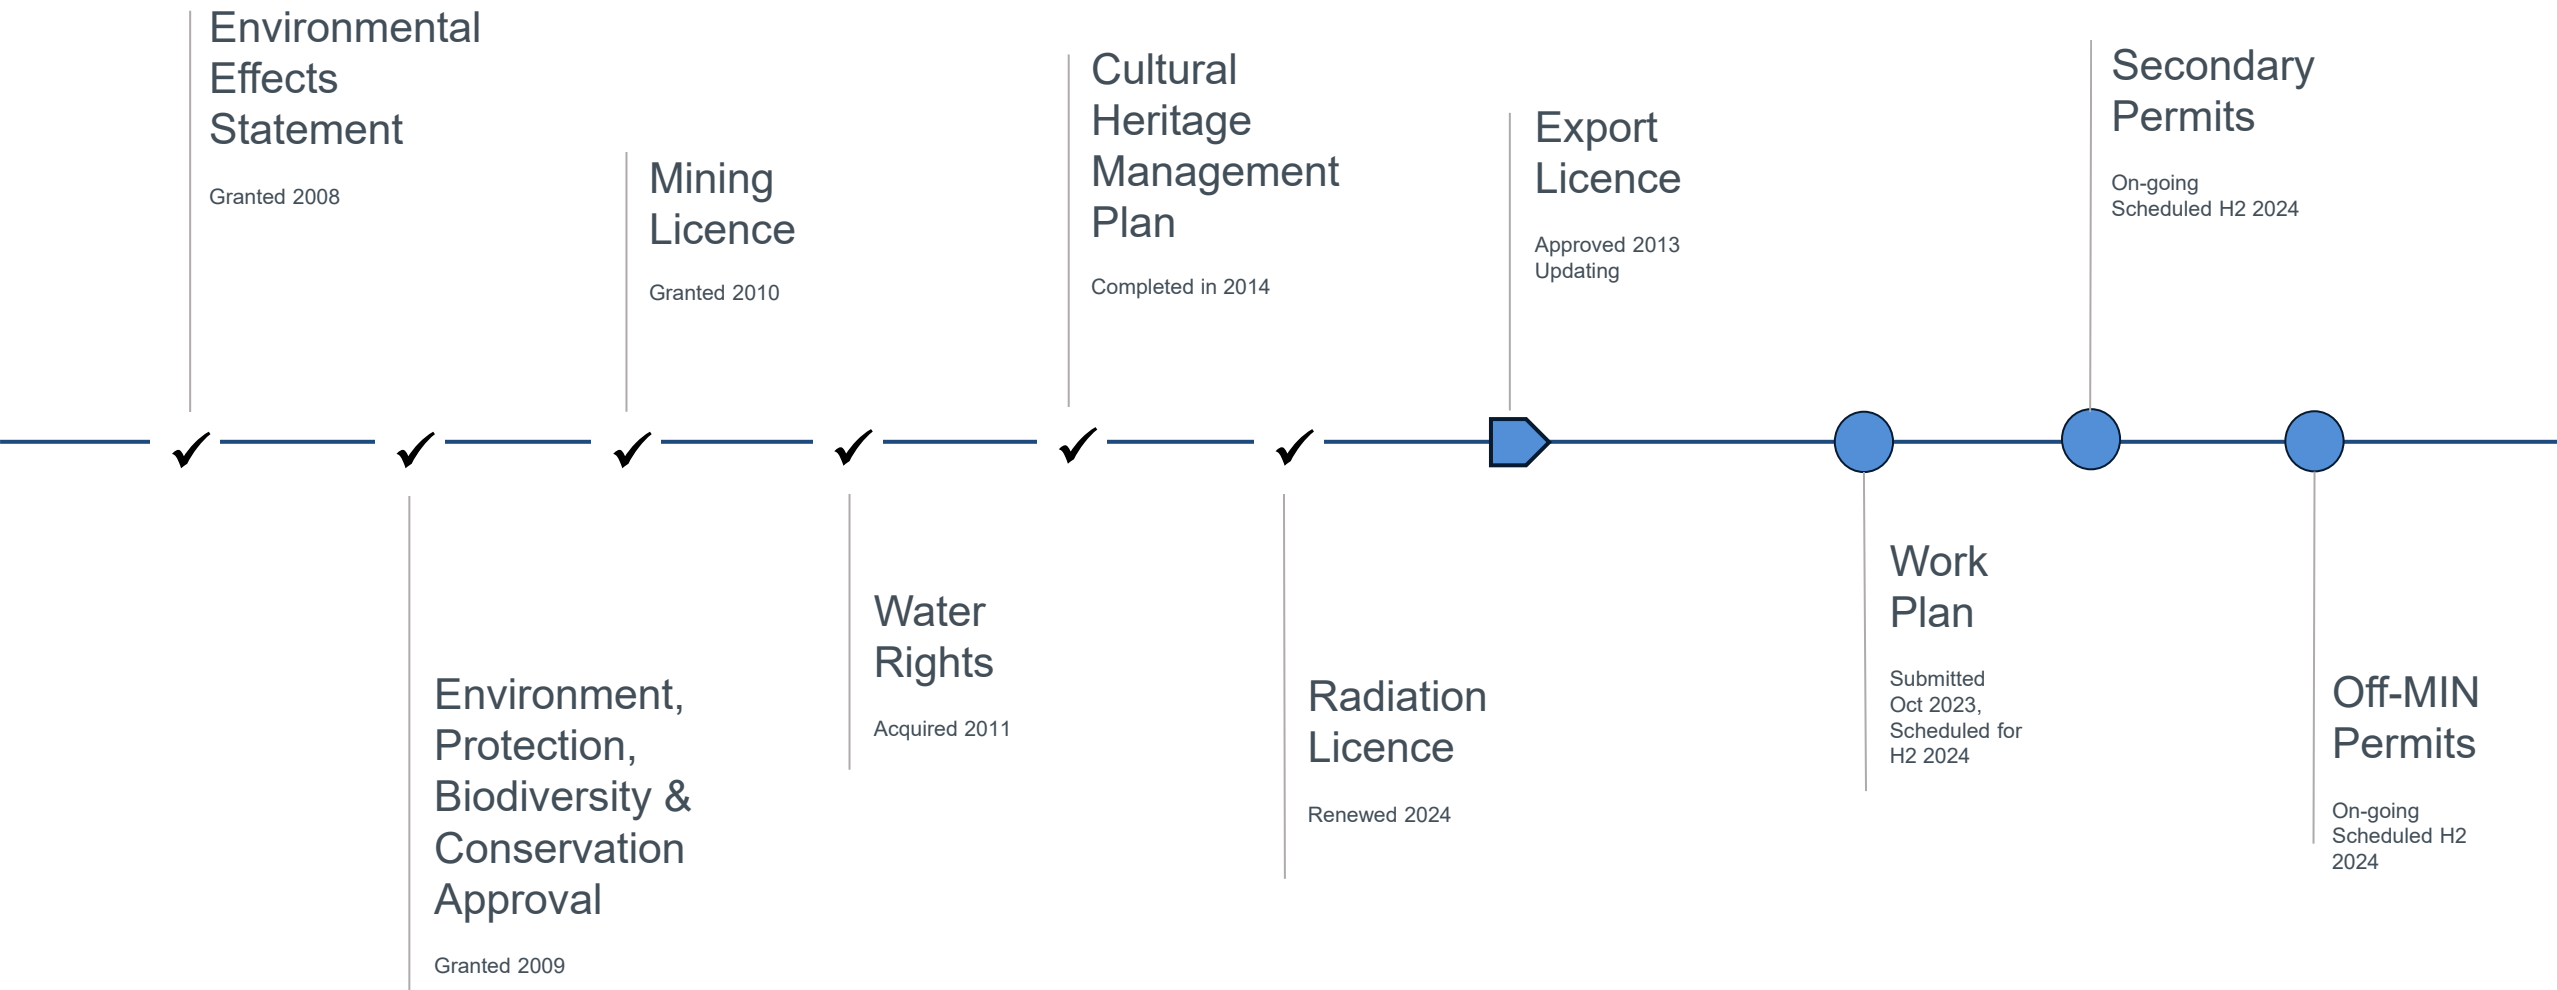 Environmental
Effects
Statement
Granted 2008
Environment,
Protection,
Biodiversity &
Conservation
Approval
Granted 2009
Mining
Licence
Granted 2010
Water
Rights
Acquired 2011
Cultural
Heritage
Management
Plan
Completed in 2014
Radiation
Licence
Renewed 2024
Export
Licence
Approved 2013
Updating
Work
Plan
Submitted
Oct 2023,
Scheduled for
H2 2024
Secondary
Permits
On-going
Scheduled H2 2024
Off-MIN
Permits
On-going
Scheduled H2
2024